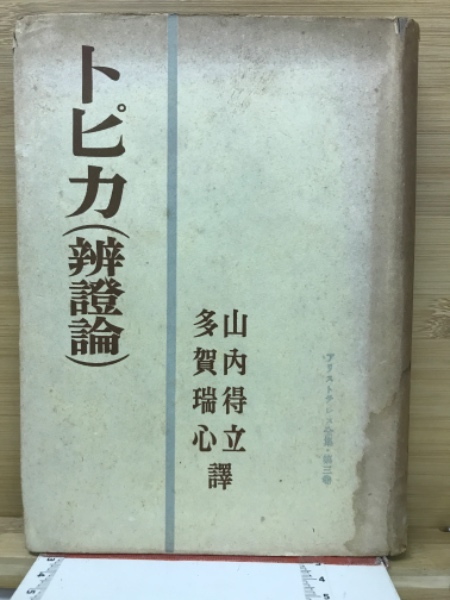 アリストテレス全集・第三巻
山内得立
多賀瑞心 譯
トピカ(辨證論)